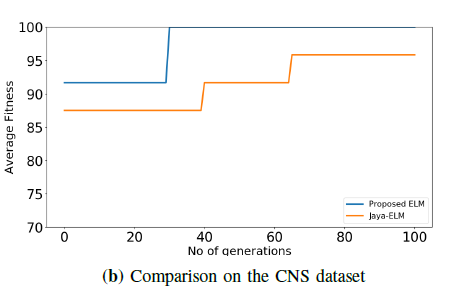 100
95
90
85
80
75
70
Average Fitness
0 20 40 60 80 100
No of generations
Proposed ELM
Jaya-ELM
(b) Comparison on the CNS dataset